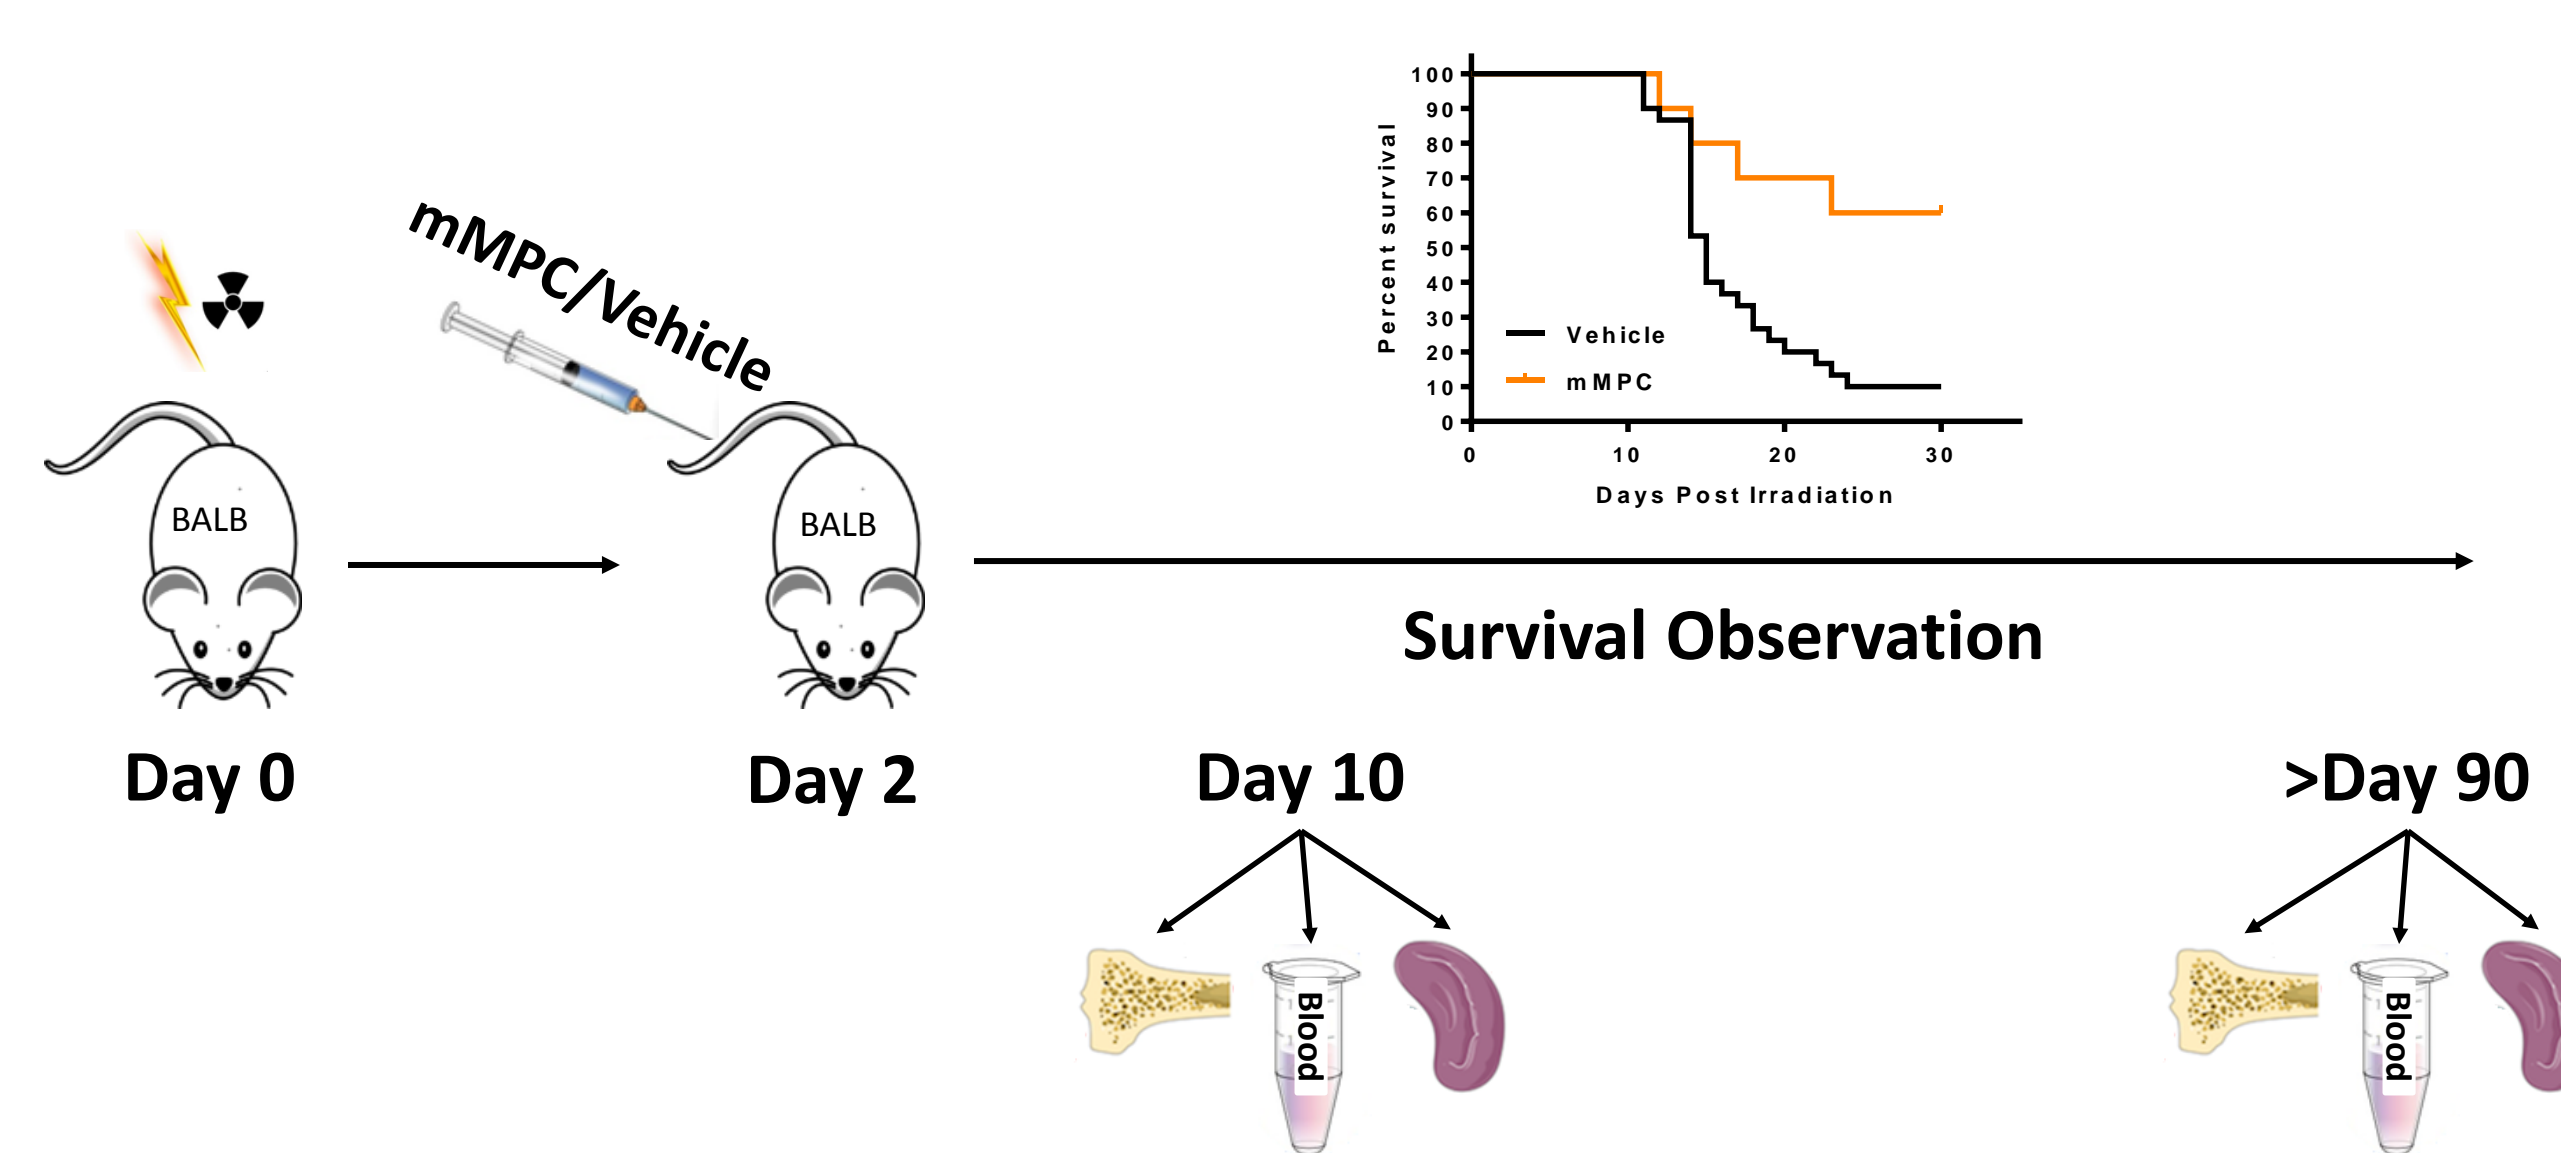 mMPC/Vehicle
BALB
BALB
Percent survival
100
90
80
70
60
50
40
30
20
10
0
Vehicle
mMPC
0 10 20 30
Days Post Irradiation
Survival Observation
Day 0
Day 2
Day 10
>Day 90
Blood
Blood